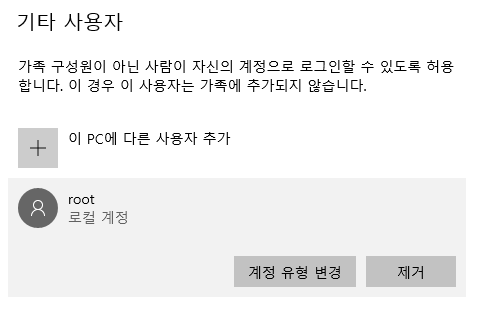 기타 사용자
가족 구성원이 아닌 사람이 자신의 계정으로 로그인할 수 있도록 허용
합니다. 이 경우 이 사용자는 가족에 추가되지 않습니다.
이 PC에 다른 사용자 추가
root
로컬 계정
계정 유형 변경 제거